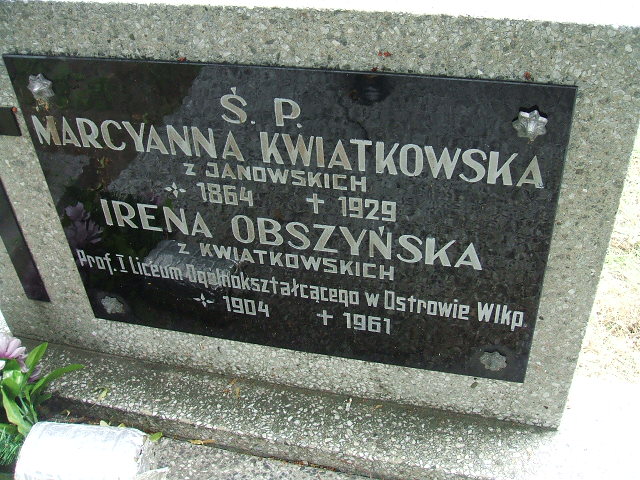 Ś. P.
MARCYANNA KWIATKOWSKA
Z JANOWSKICH
1864 + 1929
IRENA OBSZYŃSKA
Z KWIATKOWSKICH
Prof. I Liceum Ogólnokształcącego w Ostrowie Wlkp.
1904 + 1961